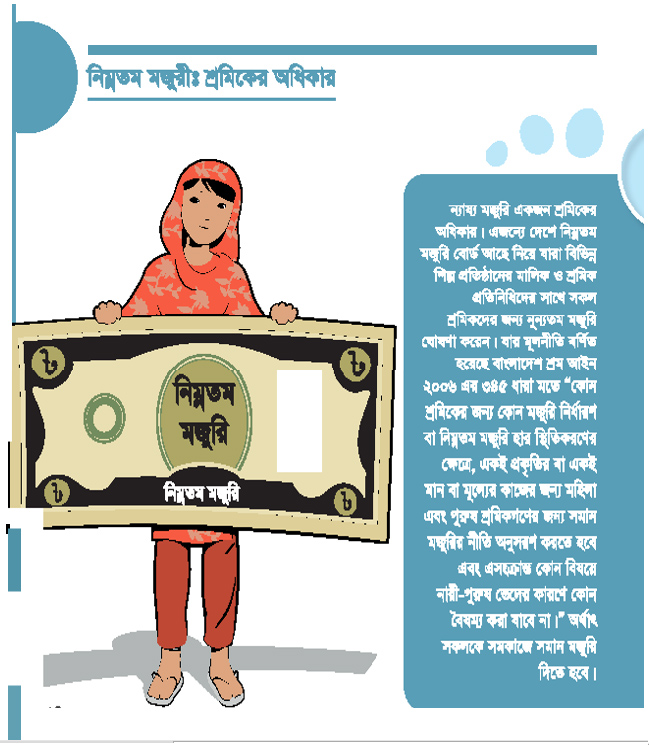 নিম্নতম মজুরীঃ শ্রমিকের অধিকার
ন্যায্য মজুরি একজন শ্রমিকের
অধিকার। এজন্যে দেশে নিম্নতম
মজুরি বোর্ড আছে নিয়ে যারা বিভিন্ন
শিল্প প্রতিষ্ঠানের মালিক ও শ্রমিক
প্রতিনিধিদের সাথে সকল
শ্রমিকদের জন্য নূন্যতম মজুরি
ঘোষণা করেন। যার মূলনীতি বর্ণিত
হয়েছে বাংলাদেশ শ্রম আইন
২০০৬ এর ৩৪৫ ধারা মতে “কোন
শ্রমিকের জন্য কোন মজুরি নির্ধারণ
বা নিম্নতম মজুরি হার স্থিতিকরণের
ক্ষেত্রে, একই প্রকৃতির বা একই
মান বা মূল্যের কাজের জন্য মহিলা
এবং পুরুষ শ্রমিকগণের জন্য সমান
মজুরির নীতি অনুসরণ করতে হবে
এবং এসংক্রান্ত কোন বিষয়ে
নারী-পুরুষ ভেদের কারণে কোন
বৈষম্য করা যাবে না।” অর্থাৎ
সকলকে সমকাজে সমান মজুরি
দিতে হবে।
৳ ৳
নিম্নতম
মজুরি
নিম্নতম মজুরি
৳ ৳